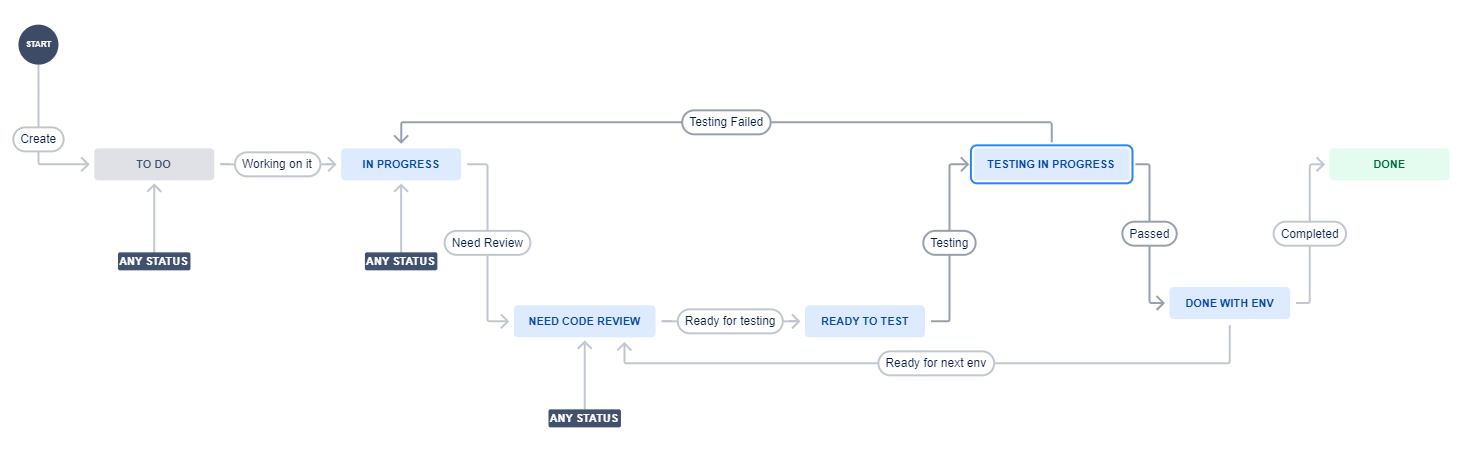 START
Testing Failed
Create
TO DO
Working on it
IN PROGRESS
TESTING IN PROGRESS
DONE
Need Review
Testing
Passed
Completed
ANY STATUS
ANY STATUS
DONE WITH ENV
NEED CODE REVIEW
Ready for testing
READY TO TEST
Ready for next env
ANY STATUS